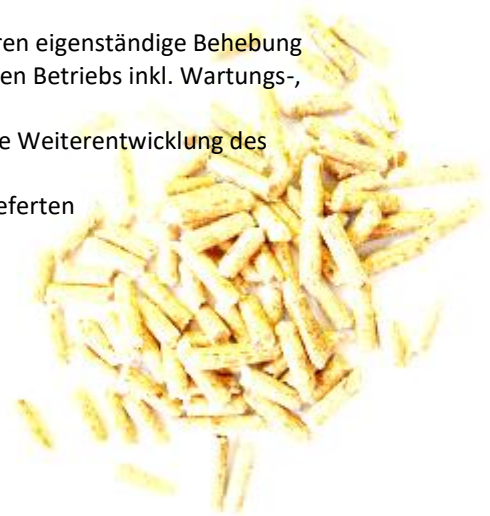 ren eigenständige Behebung
en Betriebs inkl. Wartungs-,
e Weiterentwicklung des
eferten